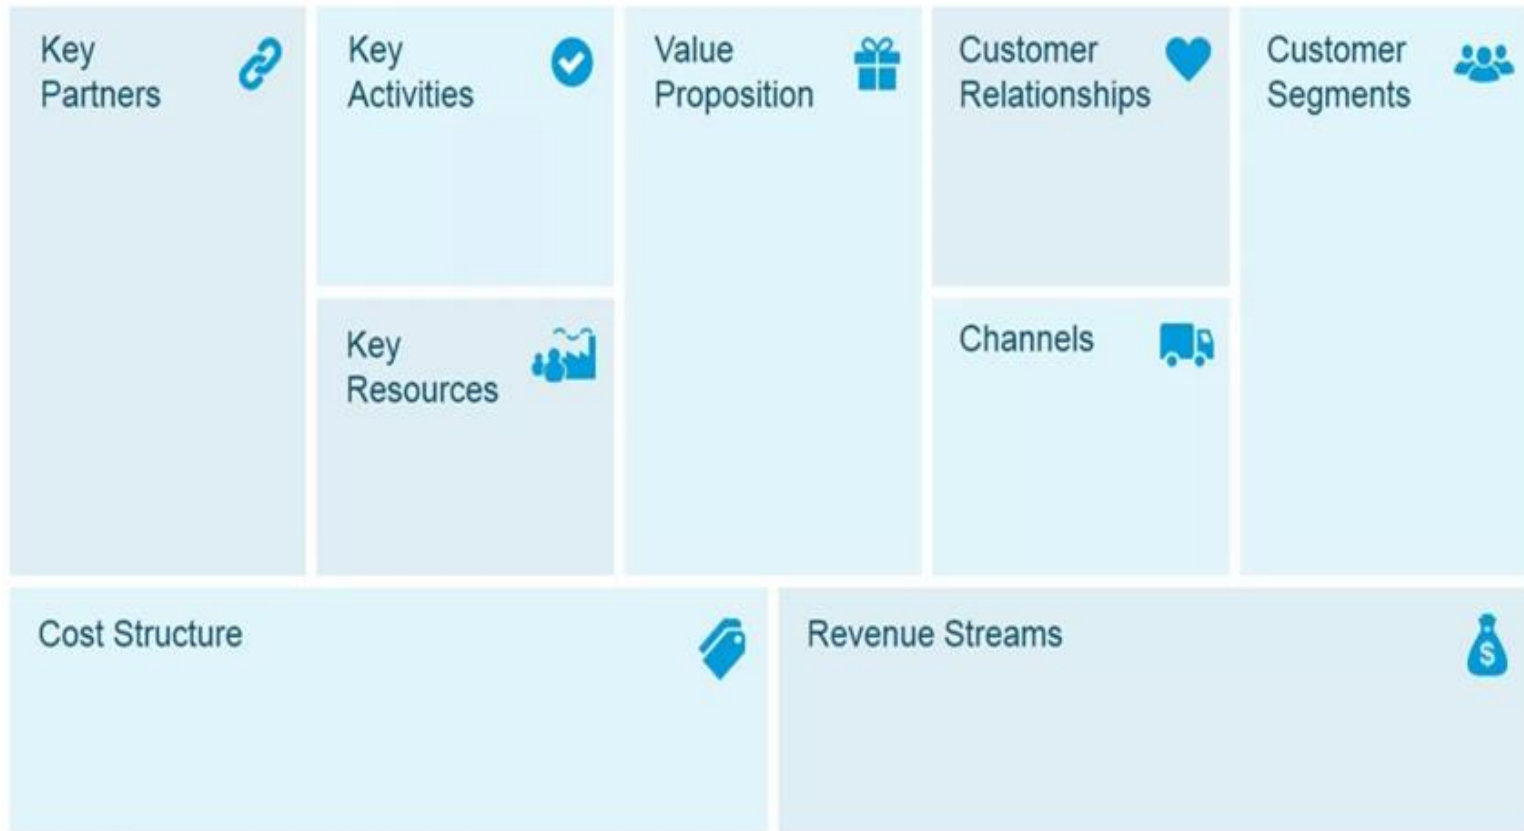 Key
Partners
Key
Activities
Value
Proposition
Customer
Relationships
Customer
Segments
Key
Resources
Channels
Cost Structure
Revenue Streams
$